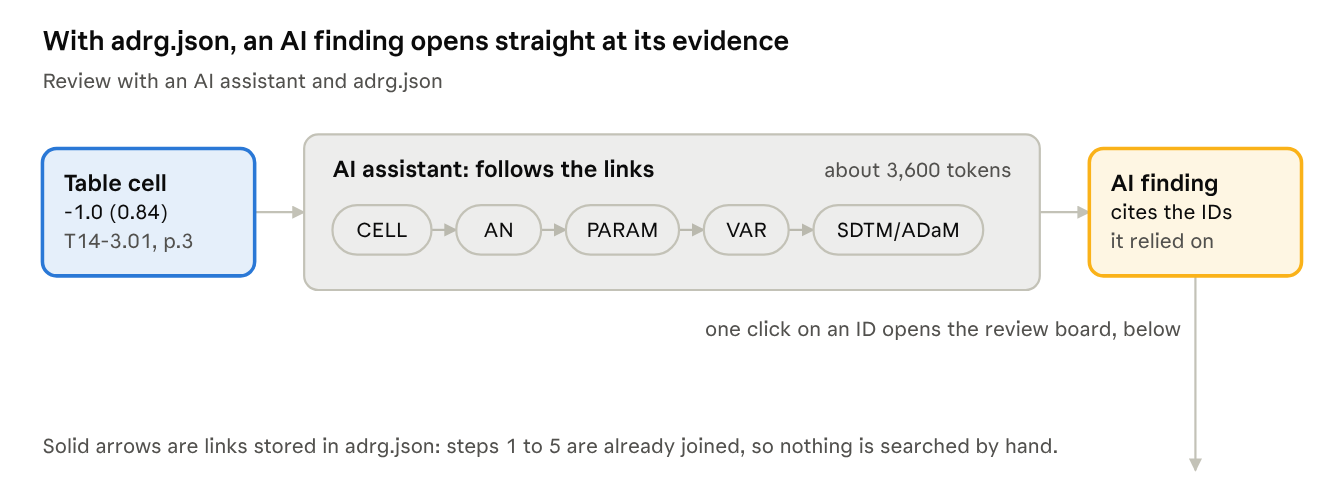 With adrg.json, an AI finding opens straight at its evidence
Review with an AI assistant and adrg.json
Table cell
-1.0 (0.84)
T14-3.01, p.3
AI assistant: follows the links
about 3,600 tokens
CELL
AN
PARAM
VAR
SDTM/ADaM
AI finding
cites the IDs
it relied on
one click on an ID opens the review board, below
Solid arrows are links stored in adrg.json: steps 1 to 5 are already joined, so nothing is searched by hand.